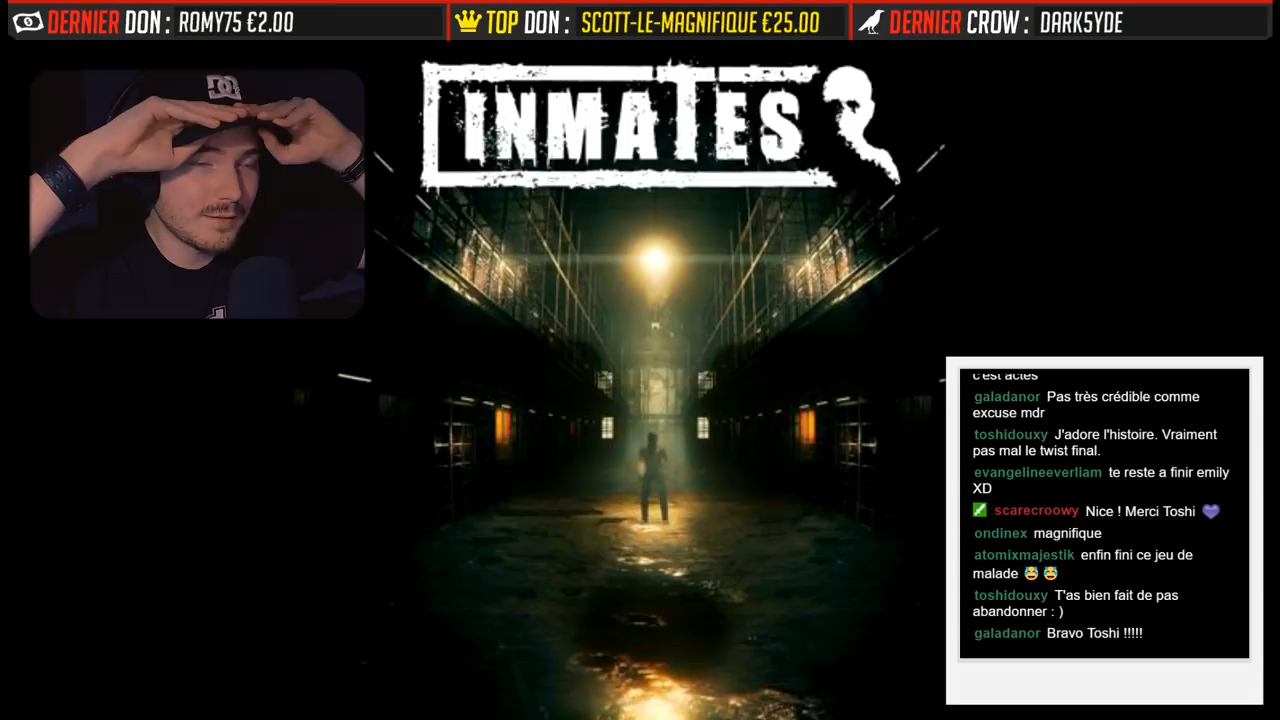 DERNIER DON : ROMY75 €2.00
TOP DON : SCOTT-LE-MAGNIFIQUE €25.00
DERNIER CROW : DARK5YDE
DC
INMATES
c'est actés
galadanor Pas très crédible comme
excuse mdr
toshidouxy J'adore l'histoire. Vraiment
pas mal le twist final.
evangelineeverliam te reste a finir emily
XD
scarecroowy Nice ! Merci Toshi 💜
ondinex magnifique
atomixmajestik enfin fini ce jeu de
malade 😂 😂
toshidouxy T'as bien fait de pas
abandonner : )
galadanor Bravo Toshi !!!!!